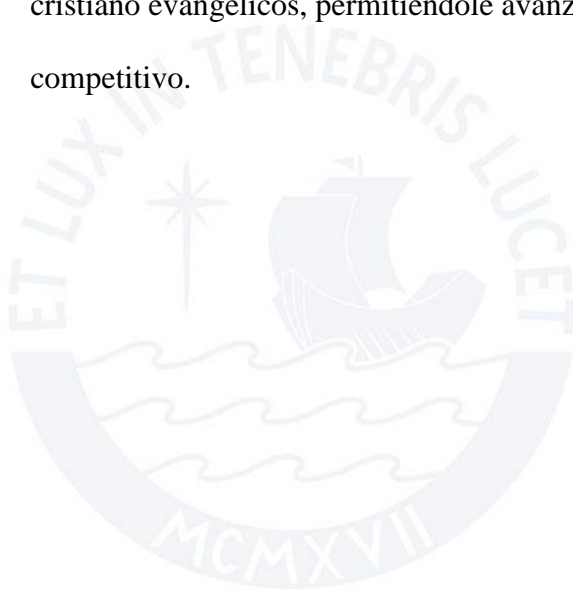 cristiano evangélicos, permitiéndole avanz
competitivo.
ET LUX IN TENEBRIS LUCET
MCMXVII